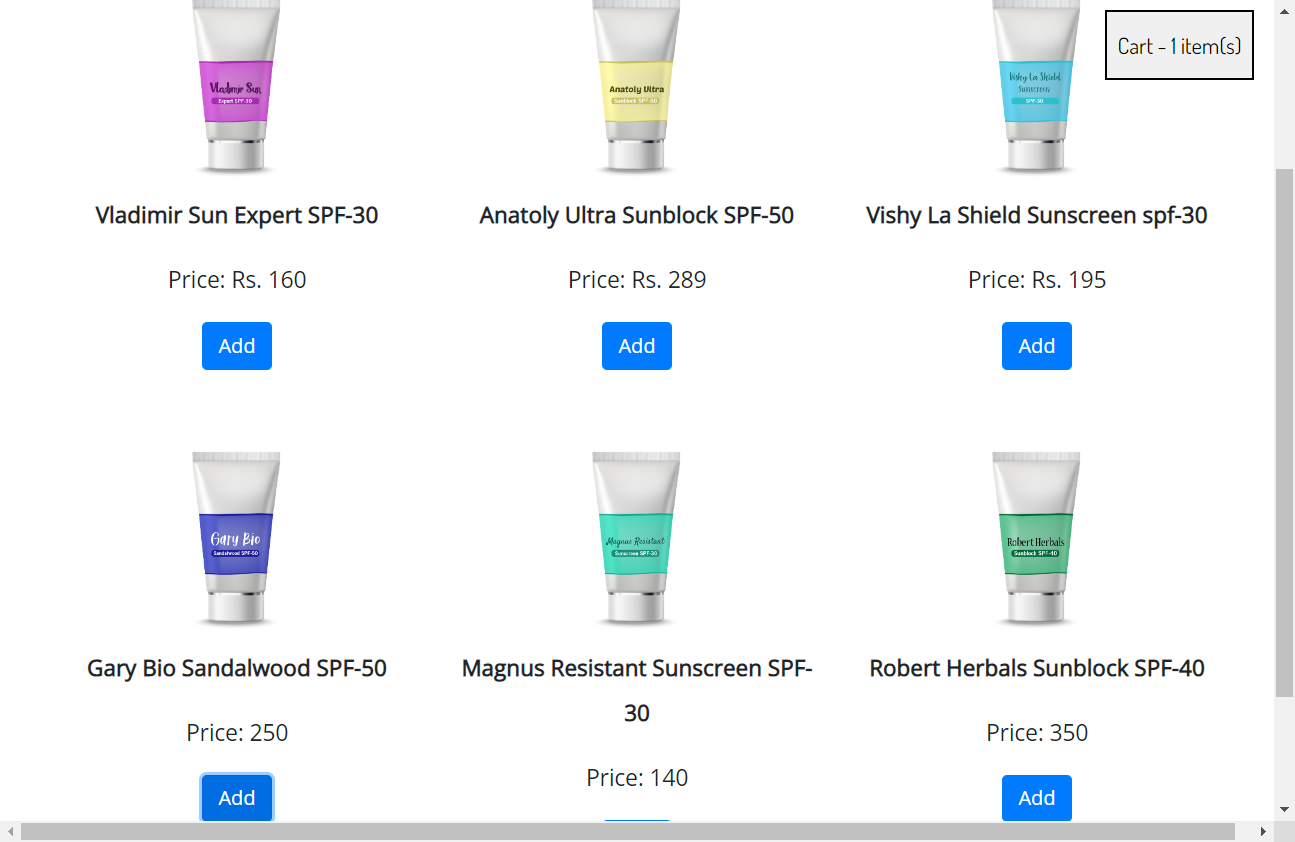 Cart - 1 item(s)
Vladimir Sun
Expert SPF-30
Anatoly Ultra
Sunblock SPF-50
Vishy La Shield
Sunscreen
SPF-30
Vladimir Sun Expert SPF-30
Anatoly Ultra Sunblock SPF-50
Vishy La Shield Sunscreen spf-30
Price: Rs. 160
Price: Rs. 289
Price: Rs. 195
Add
Add
Add
Gary Bio
Sandalwood SPF-50
Magnus Resistant
Sunscreen SPF-30
Robert Herbals
Sunblock SPF-40
Gary Bio Sandalwood SPF-50
Magnus Resistant Sunscreen SPF-
30
Robert Herbals Sunblock SPF-40
Price: 250
Price: 140
Price: 350
Add
Add